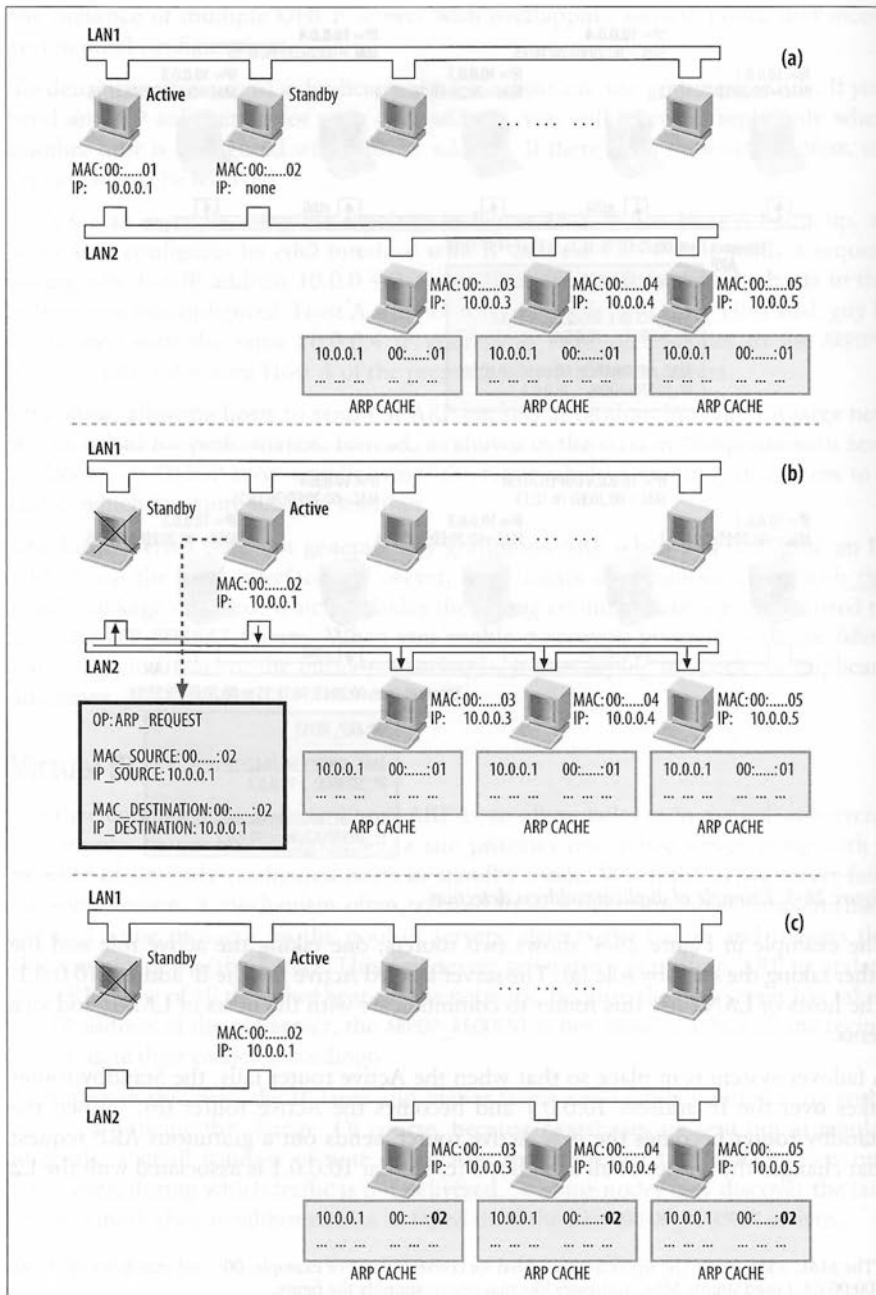 LAN1
(a)
Active
Standby
... ... ...
MAC: 00:.....01
IP: 10.0.0.1
MAC: 00:.....02
IP: none
LAN2
MAC: 00:.....03
IP: 10.0.0.3
MAC: 00:.....04
IP: 10.0.0.4
MAC: 00:.....05
IP: 10.0.0.5
10.0.0.1 00:.....:01
10.0.0.1 00:.....:01
10.0.0.1 00:.....:01
... ... ... ...
... ... ... ...
... ... ... ...
ARP CACHE
ARP CACHE
ARP CACHE
LAN1
(b)
Standby
Active
... ... ...
MAC: 00:.....02
IP: 10.0.0.1
LAN2
OP: ARP_REQUEST
MAC_SOURCE: 00.....:02
IP_SOURCE: 10.0.0.1
MAC_DESTINATION: 00:.....:02
IP_DESTINATION: 10.0.0.1
MAC: 00:.....03
IP: 10.0.0.3
MAC: 00:.....04
IP: 10.0.0.4
MAC: 00:.....05
IP: 10.0.0.5
10.0.0.1 00:.....:01
10.0.0.1 00:.....:01
10.0.0.1 00:.....:01
... ... ... ...
... ... ... ...
... ... ... ...
ARP CACHE
ARP CACHE
ARP CACHE
LAN1
(c)
Standby
Active
... ... ...
MAC: 00:.....02
IP: 10.0.0.1
LAN2
MAC: 00:.....03
IP: 10.0.0.3
MAC: 00:.....04
IP: 10.0.0.4
MAC: 00:.....05
IP: 10.0.0.5
10.0.0.1 00:.....:02
10.0.0.1 00:.....:02
10.0.0.1 00:.....:02
... ... ... ...
... ... ... ...
... ... ... ...
ARP CACHE
ARP CACHE
ARP CACHE